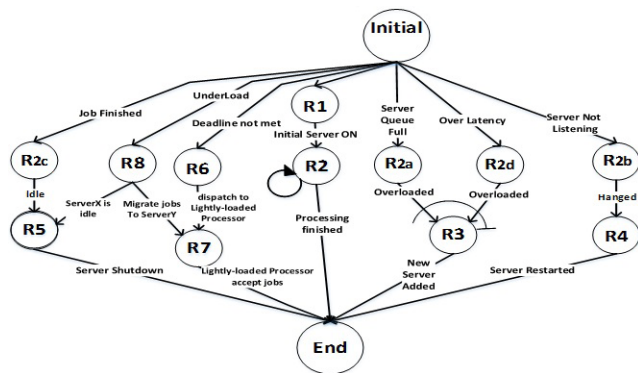 Initial
Job Finished
UnderLoad
Deadline not met
R1
Initial Server ON
Server
Queue
Full
Over Latency
Server Not
Listening
R2c
R8
R6
R2
R2a
R2d
R2b
Idle
ServerX is
idle
Migrate jobs
To ServerY
dispatch to
Lightly-loaded
Processor
Overloaded
Overloaded
Hanged
R5
R7
Processing
finished
R3
R4
Server Shutdown
Lightly-loaded Processor
accept jobs
New
Server
Added
Server Restarted
End